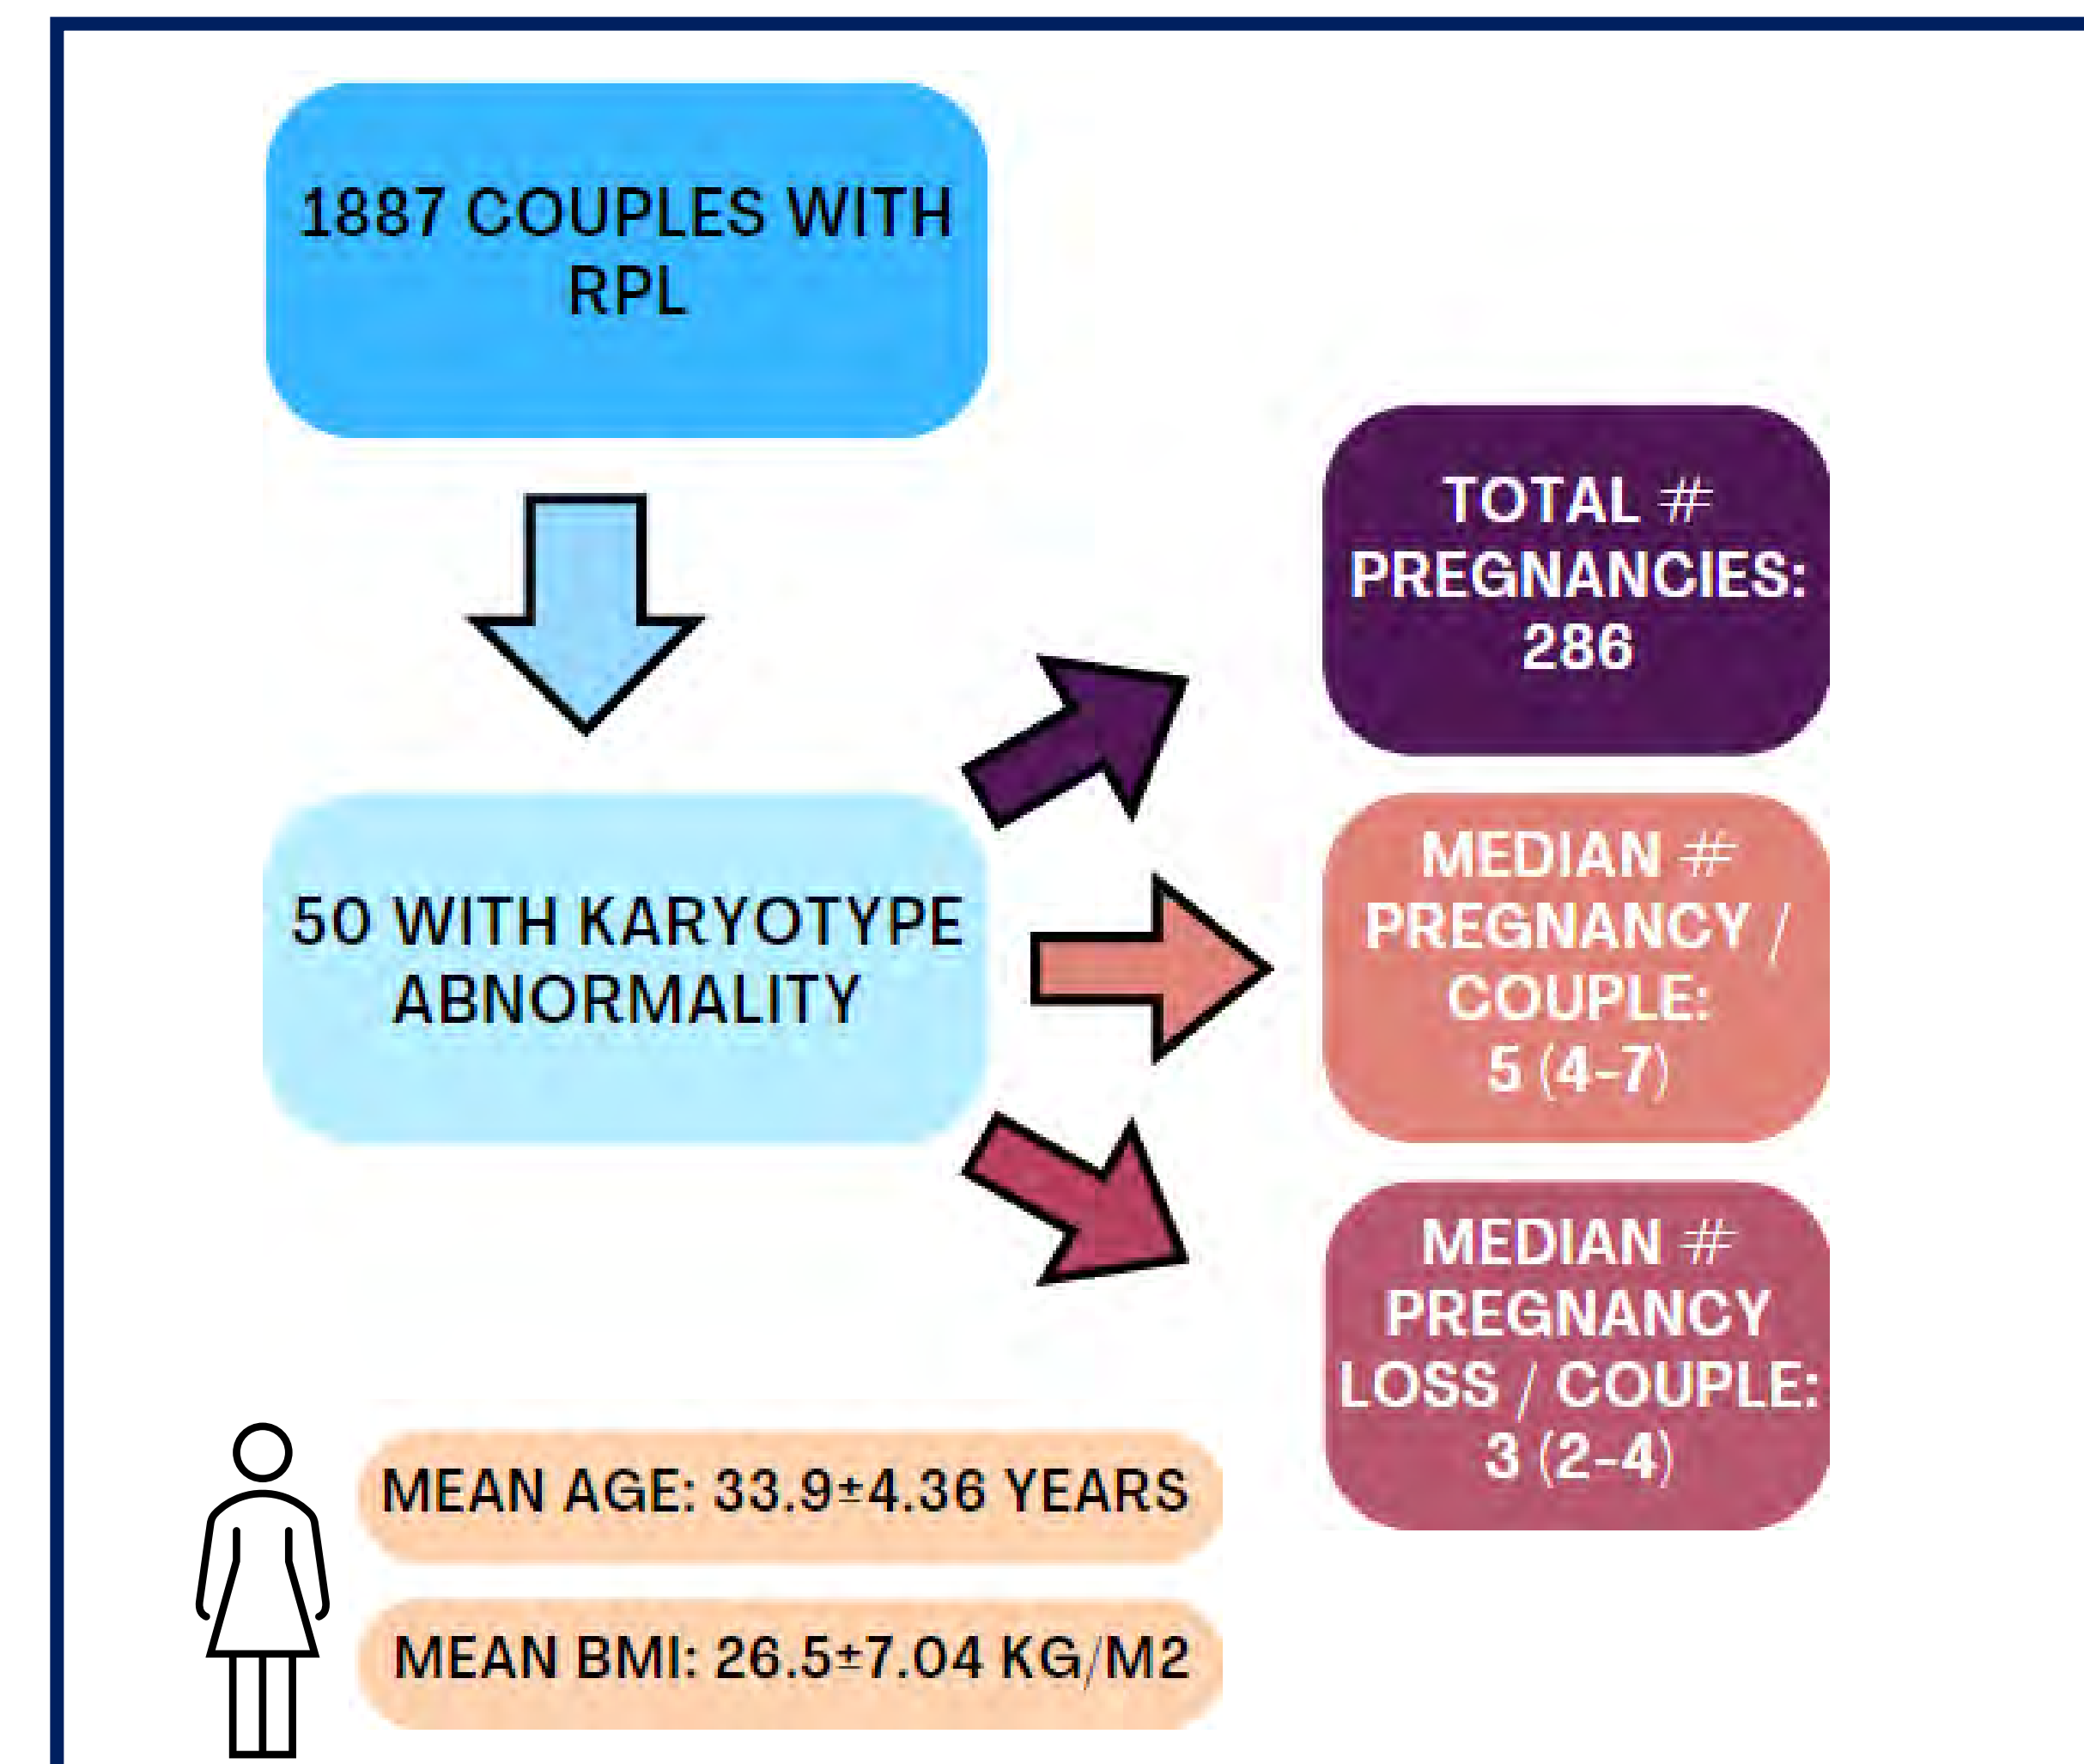 1887 COUPLES WITH
RPL
50 WITH KARYOTYPE
ABNORMALITY
TOTAL #
PREGNANCIES:
286
MEDIAN #
PREGNANCY /
COUPLE:
5 (4-7)
MEDIAN #
PREGNANCY
LOSS / COUPLE:
3 (2-4)
MEAN AGE: 33.9±4.36 YEARS
MEAN BMI: 26.5±7.04 KG/M2